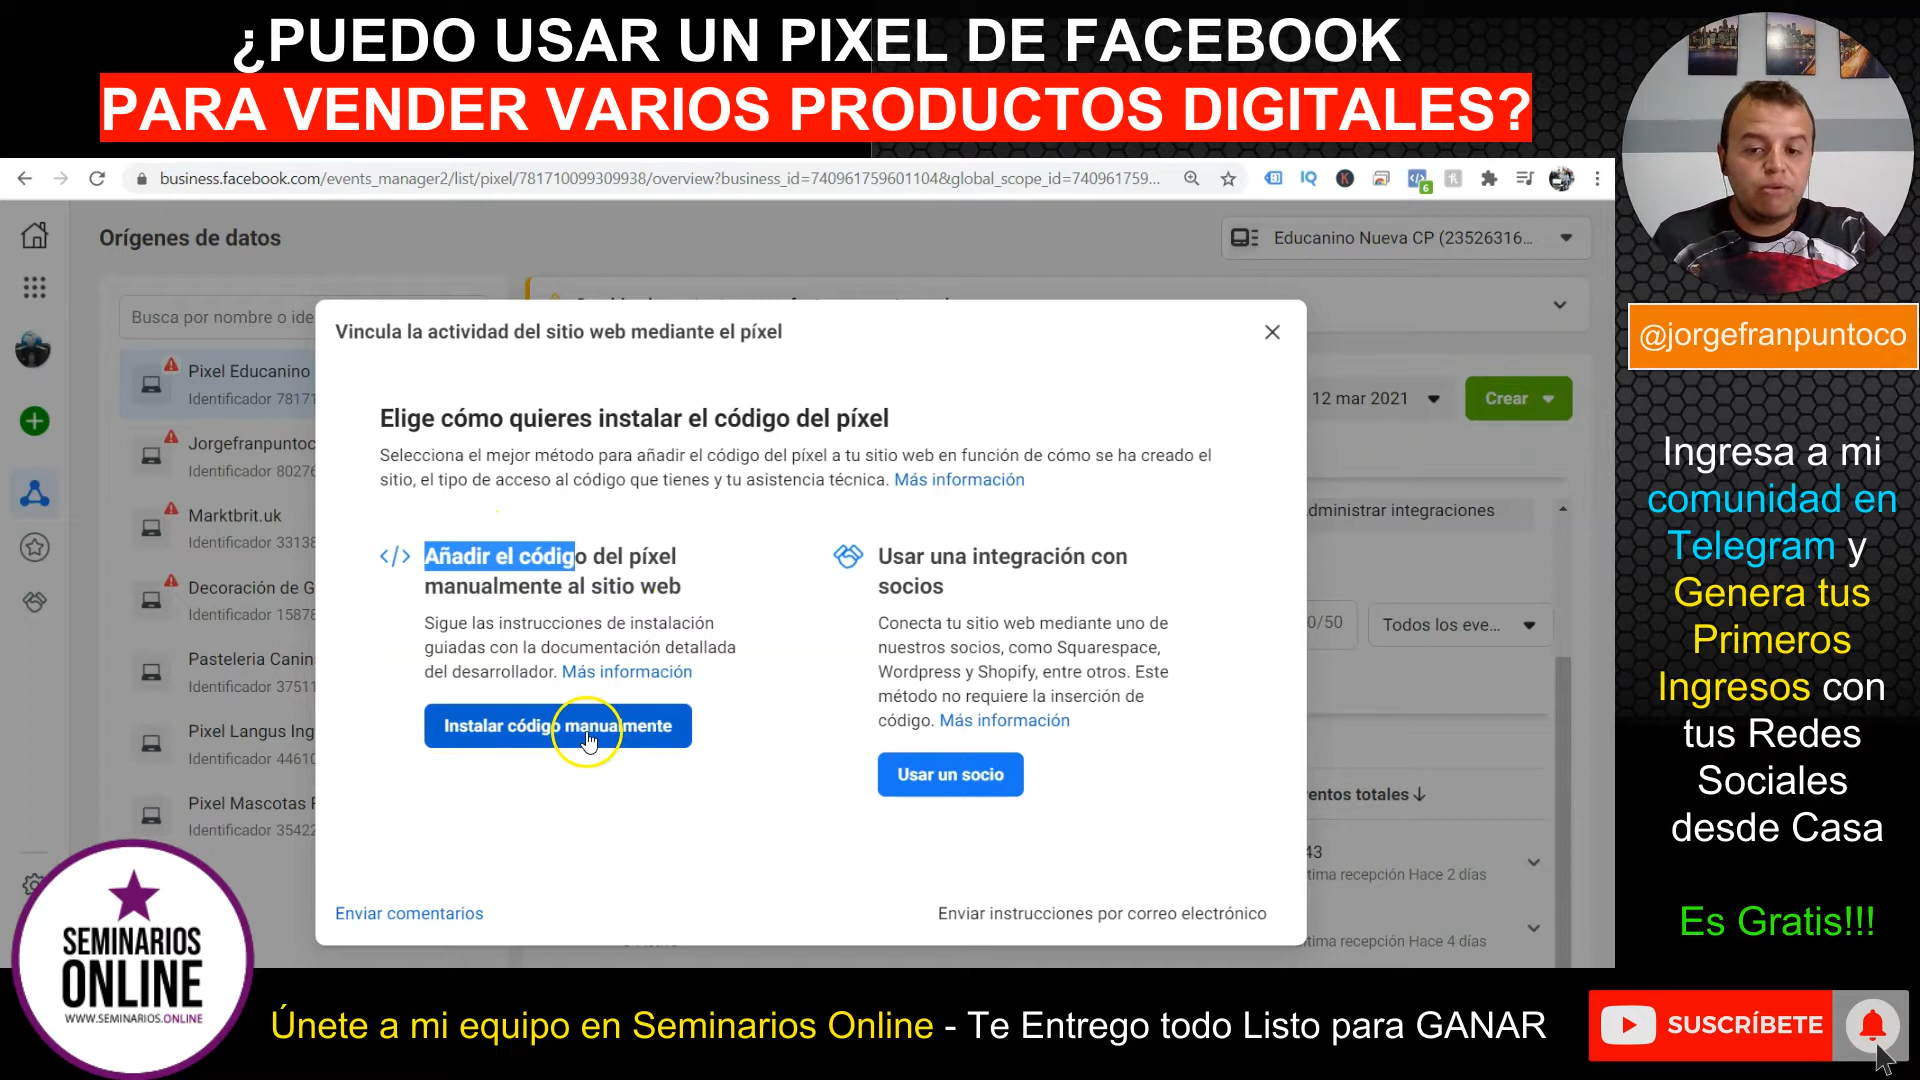 ¿PUEDO USAR UN PIXEL DE FACEBOOK
PARA VENDER VARIOS PRODUCTOS DIGITALES?
business.facebook.com/events_manager2/list/pixel/781710099309938/overview?business_id=740961759601104&global_scope_id=740961759...
6
Orígenes de datos
Educanino Nueva CP (23526316...
Busca por nombre o ide
Pixel Educanino
Identificador 7817
Jorgefranpuntoc
Identificador 80276
Marktbrit.uk
Identificador 33138
Decoración de G
Identificador 15878
Pasteleria Canin
Identificador 37511
Pixel Langus Ing
Identificador 44610
Pixel Mascotas F
Identificador 35422
12 mar 2021
Crear
dministrar integraciones
0/50
Todos los eve...
entos totales
43
tima recepción Hace 2 días
tima recepción Hace 4 días
Vincula la actividad del sitio web mediante el píxel
Elige cómo quieres instalar el código del píxel
Selecciona el mejor método para añadir el código del píxel a tu sitio web en función de cómo se ha creado el
sitio, el tipo de acceso al código que tienes y tu asistencia técnica. Más información
Añadir el código del píxel
manualmente al sitio web
Sigue las instrucciones de instalación
guiadas con la documentación detallada
del desarrollador. Más información
Instalar código manualmente
Usar una integración con
socios
Conecta tu sitio web mediante uno de
nuestros socios, como Squarespace,
Wordpress y Shopify, entre otros. Este
método no requiere la inserción de
código. Más información
Usar un socio
Enviar comentarios
Enviar instrucciones por correo electrónico
@jorgefranpuntoco
Ingresa a mi
comunidad en
Telegram y
Genera tus
Primeros
Ingresos con
tus Redes
Sociales
desde Casa
Es Gratis!!!
SEMINARIOS
ONLINE
WWW.SEMINARIOS.ONLINE
Únete a mi equipo en Seminarios Online - Te Entrego todo Listo para GANAR
SUSCRÍBETE